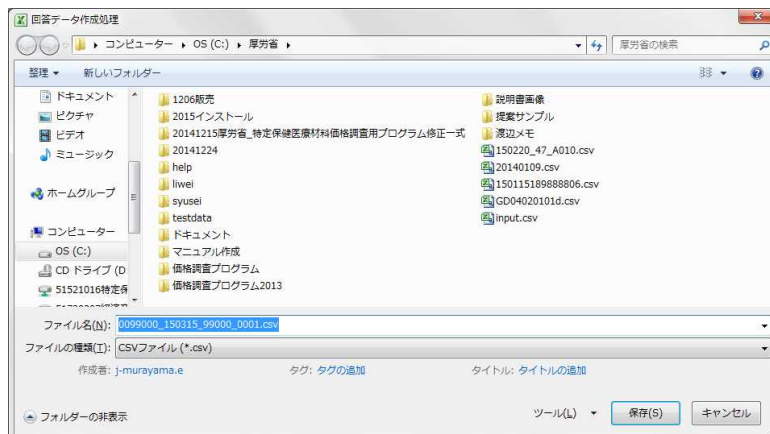 回答データ作成処理
コンピューター ▸ OS (C:) ▸ 厚労省 ▸
厚労省の検索
整理 ▼ 新しいフォルダー
ドキュメント
ピクチャ
ビデオ
ミュージック
ホームグループ
コンピューター
OS (C:)
CD ドライブ (D
51521016特定保
1206販売
2015インストール
20141215厚労省_特定保健医療材料価格調査用プログラム修正一式
20141224
help
liwei
syusei
testdata
ドキュメント
マニュアル作成
価格調査プログラム
価格調査プログラム2013
説明書画像
提案サンプル
渡辺メモ
150220_47_A010.csv
20140109.csv
150115189888806.csv
GD04020101d.csv
input.csv
ファイル名(N): 0099000_150315_99000_0001.csv
ファイルの種類(T): CSVファイル (*.csv)
作成者: j-murayama.e タグ: タグの追加 タイトル: タイトルの追加
フォルダーの非表示
ツール(L) ▼ 保存(S) キャンセル